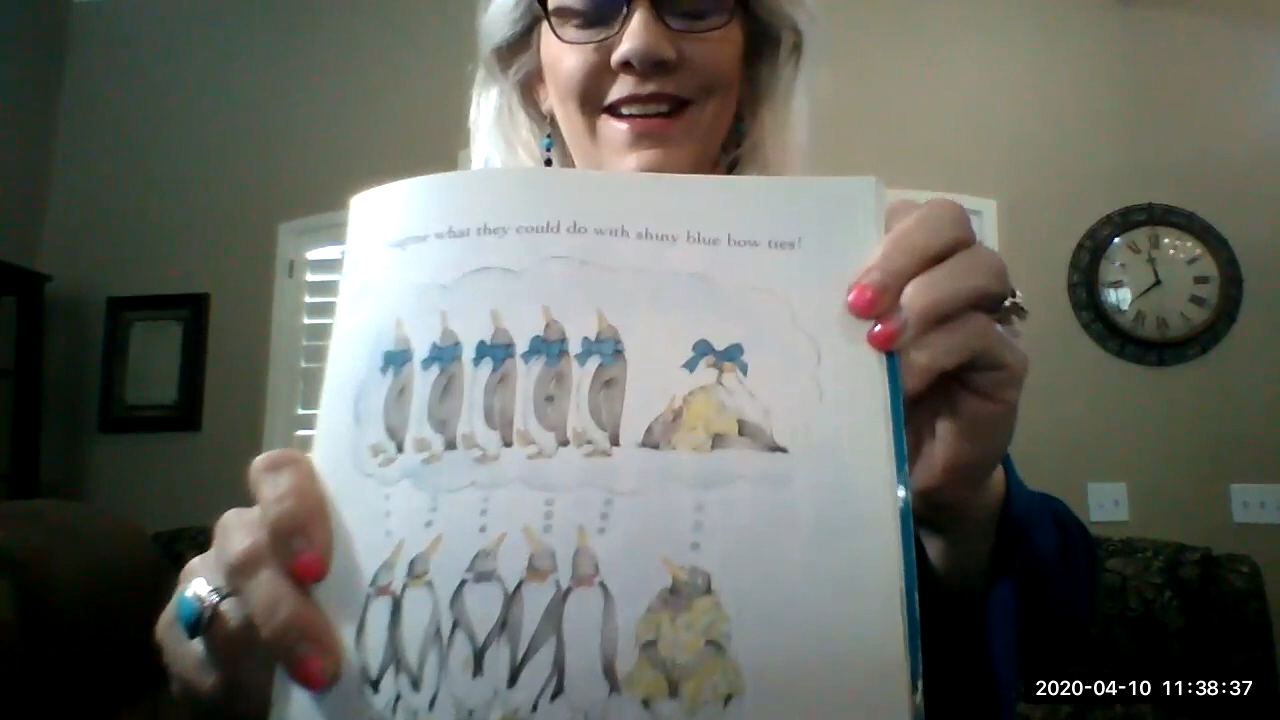 what they could do with shiny blue bow ties!
2020-04-10 11:38:37